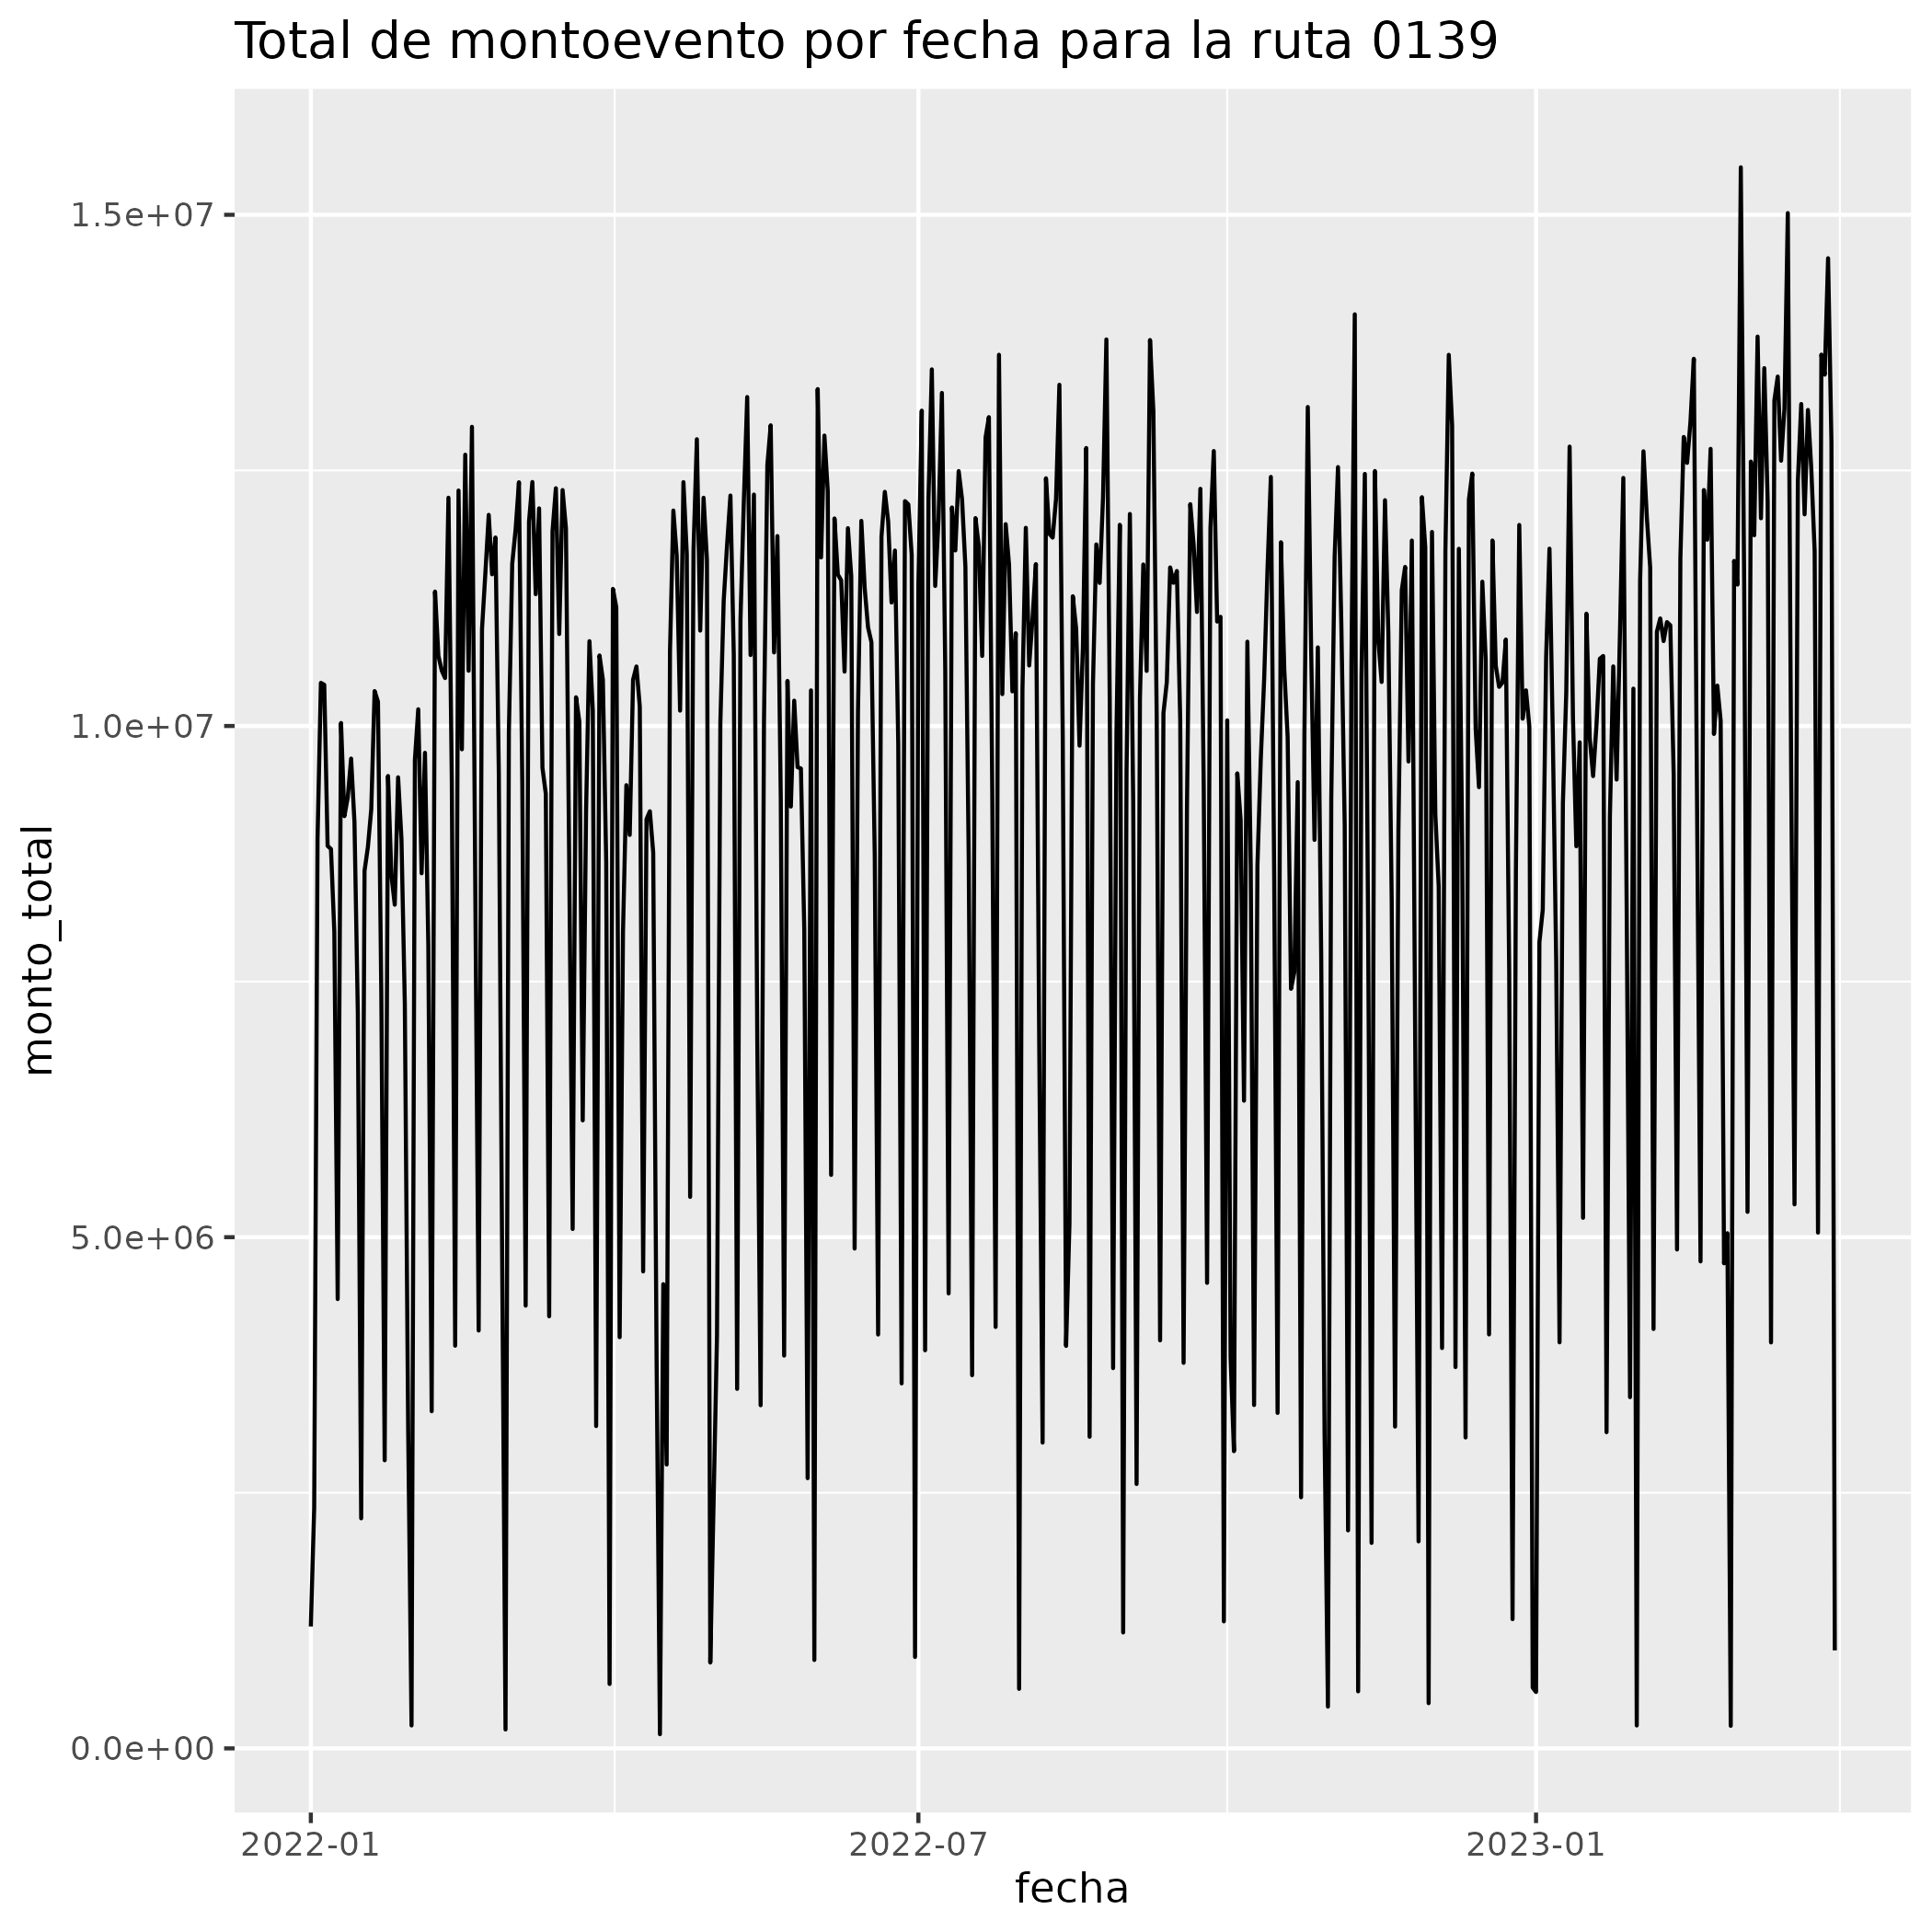 Total de montoevento por fecha para la ruta 0139
1.5e+07
1.0e+07
5.0e+06
0.0e+00
monto_total
2022-01
2022-07
2023-01
fecha